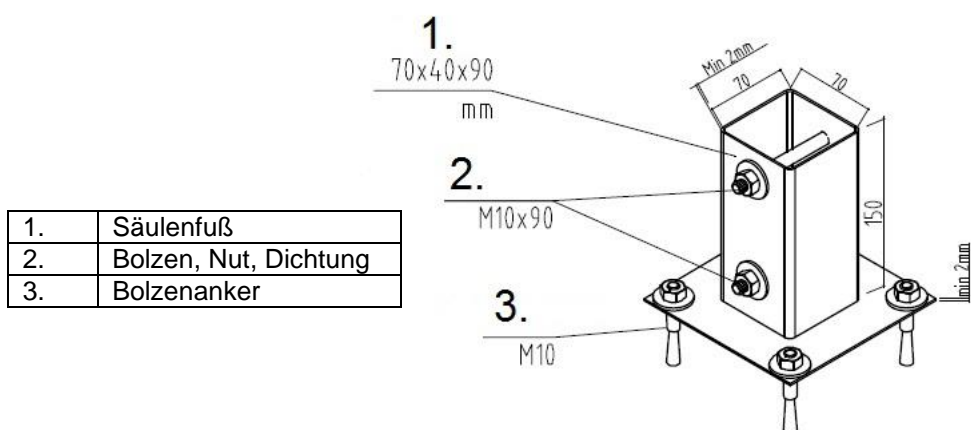 1.
70x40x90
mm
2.
M10x90
3.
M10
Min 2mm
70
70
150
min 2mm
1. Säulenfuß
2. Bolzen, Nut, Dichtung
3. Bolzenanker